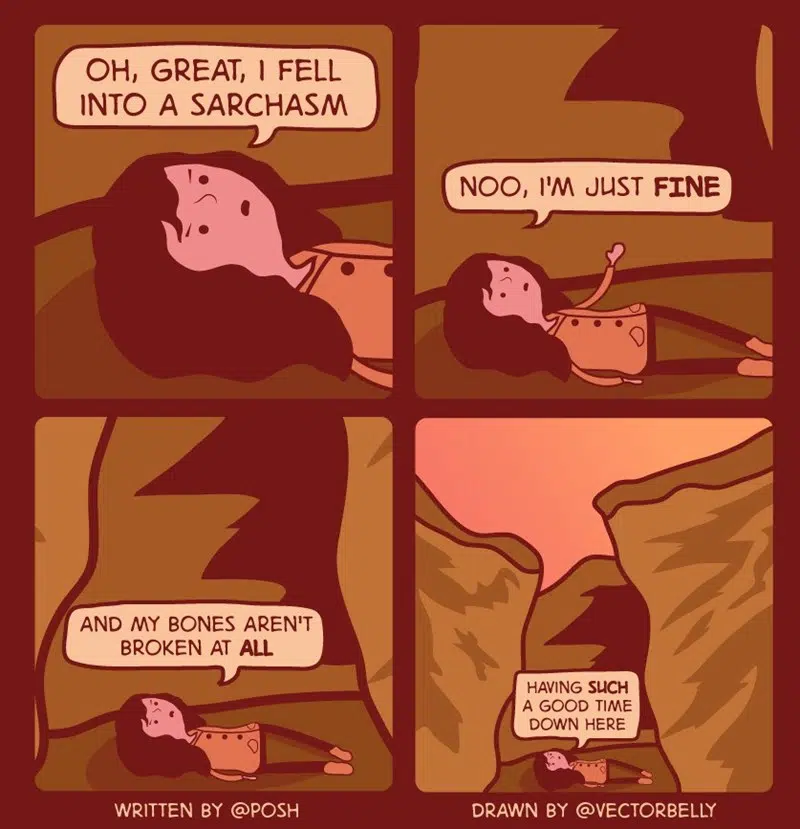 OH, GREAT, I FELL
INTO A SARCHASM
NOO, I'M JUST FINE
AND MY BONES AREN'T
BROKEN AT ALL
HAVING SUCH
A GOOD TIME
DOWN HERE
WRITTEN BY @POSH
DRAWN BY @VECTORBELLY